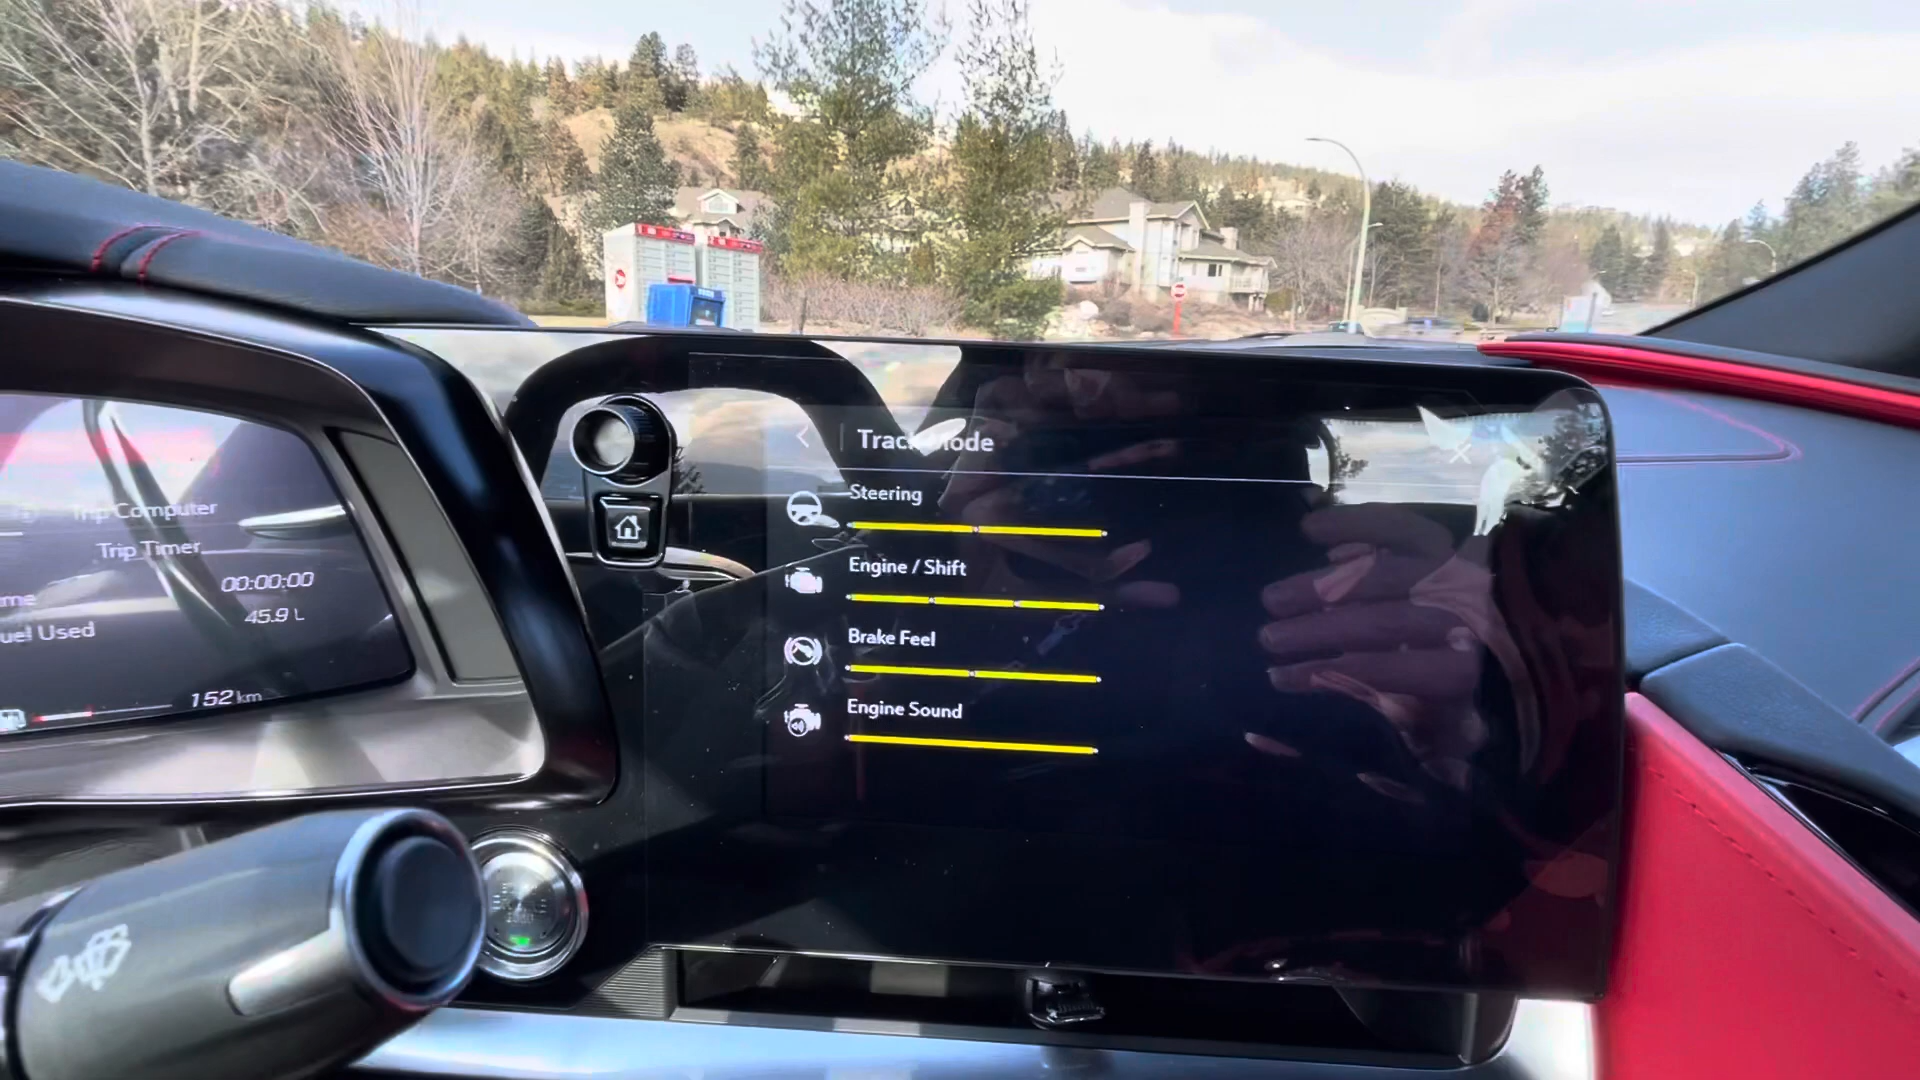 Track Mode
Steering
Engine / Shift
Brake Feel
Engine Sound
Trip Computer
Trip Timer
00:00:00
45.9 L
Used
152 km